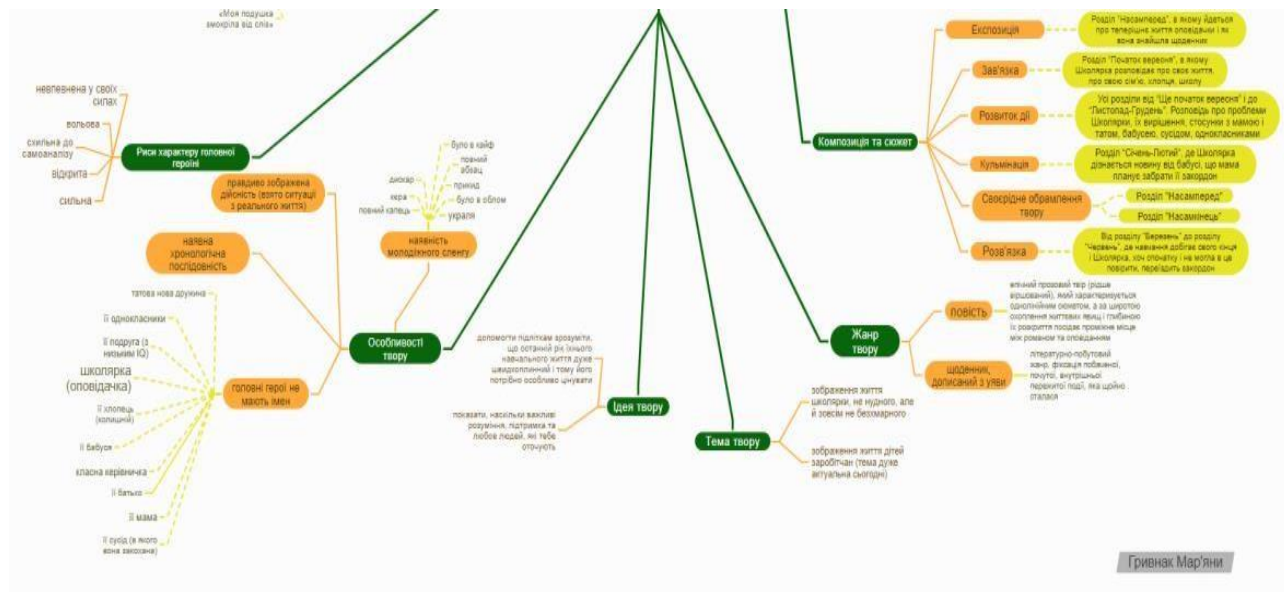 «Моя подушка
змокріла від слів»
невпевнена у своїх
силах
вольова
схильна до
самоаналізу
відкрита
сильна
Риси характеру головної
героїні
правдиво зображена
дійсність (взято ситуації
з реального життя)
наявна
хронологічна
послідовність
було в кайф
повний
абзац
дискар
прикид
хера
було в облом
повний капець
украля
наявність
молодіжного сленгу
Особливості
твору
татова нова дружина
її однокласники
її подруга (з
низьким IQ)
школярка
(оповідачка)
її хлопець
(колишній)
її бабуся
класна керівничка
її батько
її мама
її сусід (в якого
вона закохана)
головні герої не
мають імен
допомогти підліткам зрозуміти,
що останній рік їхнього
навчального життя дуже
швидкоплинний і тому його
потрібно особливо цінувати
показати, наскільки важливі
розуміння, підтримка та
любов людей, які тебе
оточують
Ідея твору
Тема твору
зображення життя
школярки, не нудного, але
й зовсім не безхмарного
зображення життя дітей
заробітчан (тема дуже
актуальна сьогодні)
Жанр
твору
повість
епічний прозовий твір (рідше
віршований), який характеризується
однолінійним сюжетом, а за широтою
охоплення життєвих явищ і глибиною
їх розкриття посідає проміжне місце
між романом та оповіданням
щоденник,
дописаний з уяви
літературно-побутовий
жанр, фіксація побаченої,
почутої, внутрішньої
пережитої події, яка щойно
сталася
Композиція та сюжет
Експозиція
Розділ "Насамперед", в якому йдеться
про теперішнє життя оповідачки і як
вона знайшла щоденник
Зав'язка
Розділ "Початок вересня", в якому
Школярка розповідає про своє життя,
про свою сім'ю, хлопця, школу
Розвиток дії
Усі розділи від "Ще початок вересня" і до
"Листопад-Грудень". Розповідь про проблеми
Школярки, їх вирішення, стосунки з мамою і
татом, бабусею, сусідом, однокласниками
Кульмінація
Розділ "Січень-Лютий", де Школярка
дізнається новину від бабусі, що мама
планує забрати її закордон
Своєрідне обрамлення
твору
Розділ "Насамперед"
Розділ "Насамкінець"
Розв'язка
Від розділу "Березень" до розділу
"Червень", де навчання добігає свого кінця
і Школярка, хоч спочатку і не могла в це
повірити, переїздить закордон
Гривнак Мар'яни